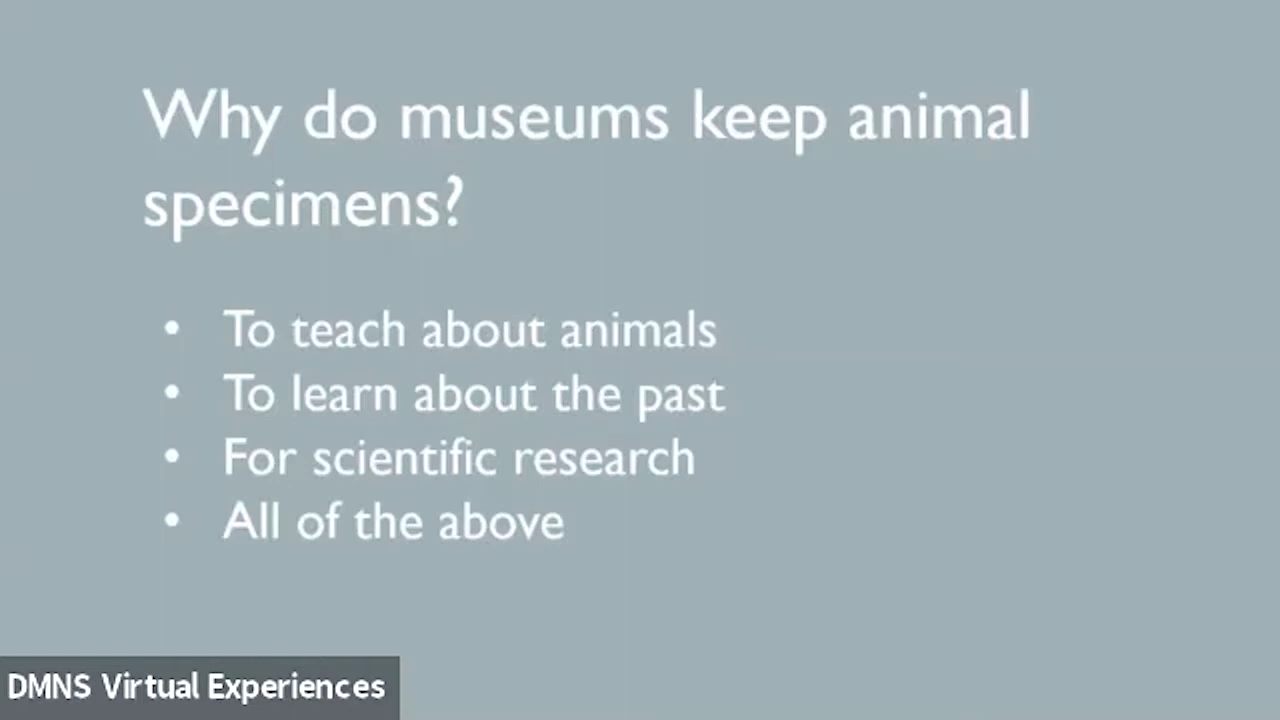 Why do museums keep animal
specimens?
• To teach about animals
• To learn about the past
• For scientific research
• All of the above
DMNS Virtual Experiences